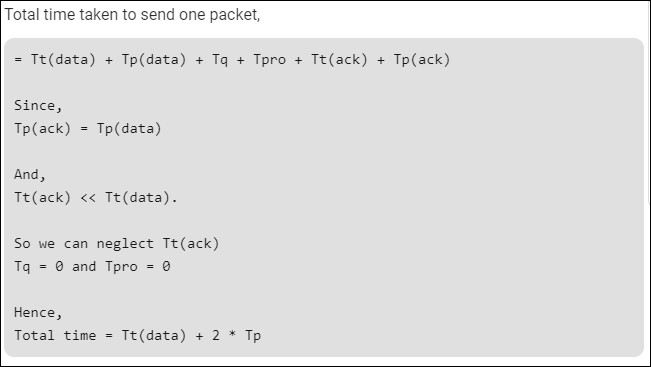 Total time taken to send one packet,
= Tt(data) + Tp(data) + Tq + Tpro + Tt(ack) + Tp(ack)
Since,
Tp(ack) = Tp(data)
And,
Tt(ack) << Tt(data).
So we can neglect Tt(ack)
Tq = 0 and Tpro = 0
Hence,
Total time = Tt(data) + 2 * Tp